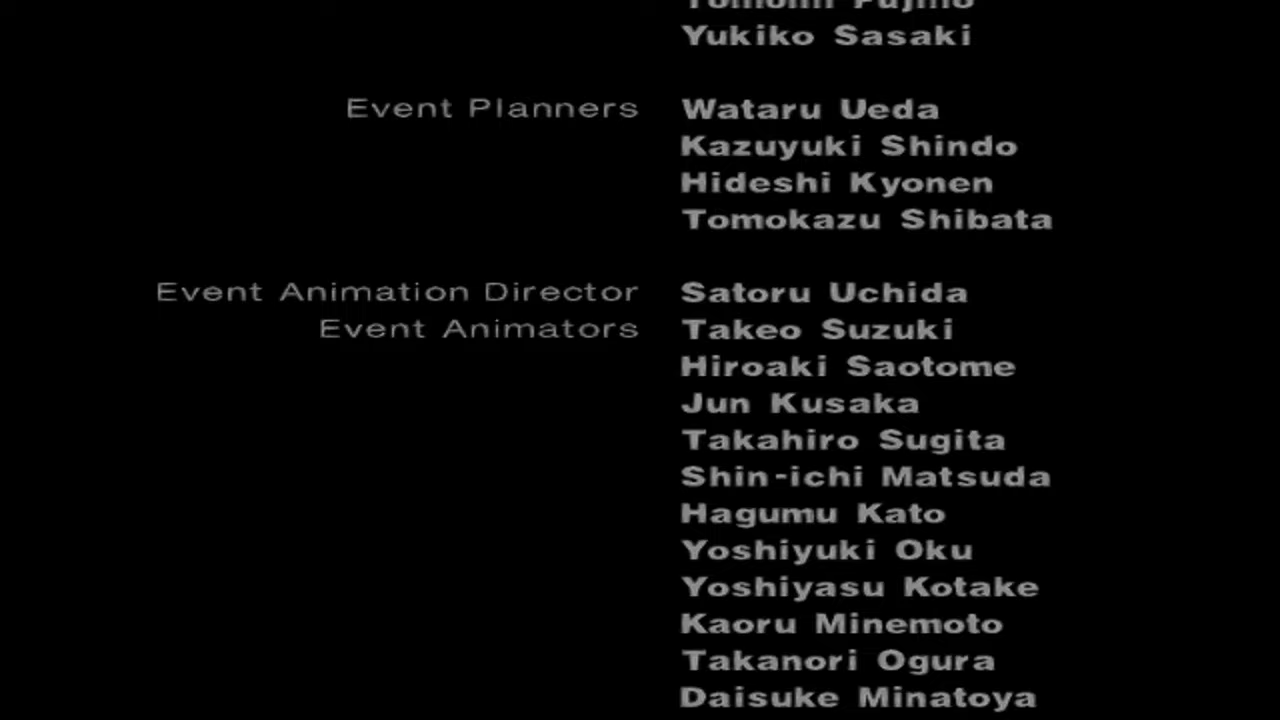 Yukiko Sasaki
Event Planners Wataru Ueda
Kazuyuki Shindo
Hideshi Kyonen
Tomokazu Shibata
Event Animation Director Satoru Uchida
Event Animators Takeo Suzuki
Hiroaki Saotome
Jun Kusaka
Takahiro Sugita
Shin-ichi Matsuda
Hagumu Kato
Yoshiyuki Oku
Yoshiyasu Kotake
Kaoru Minemoto
Takanori Ogura
Daisuke Minatoya